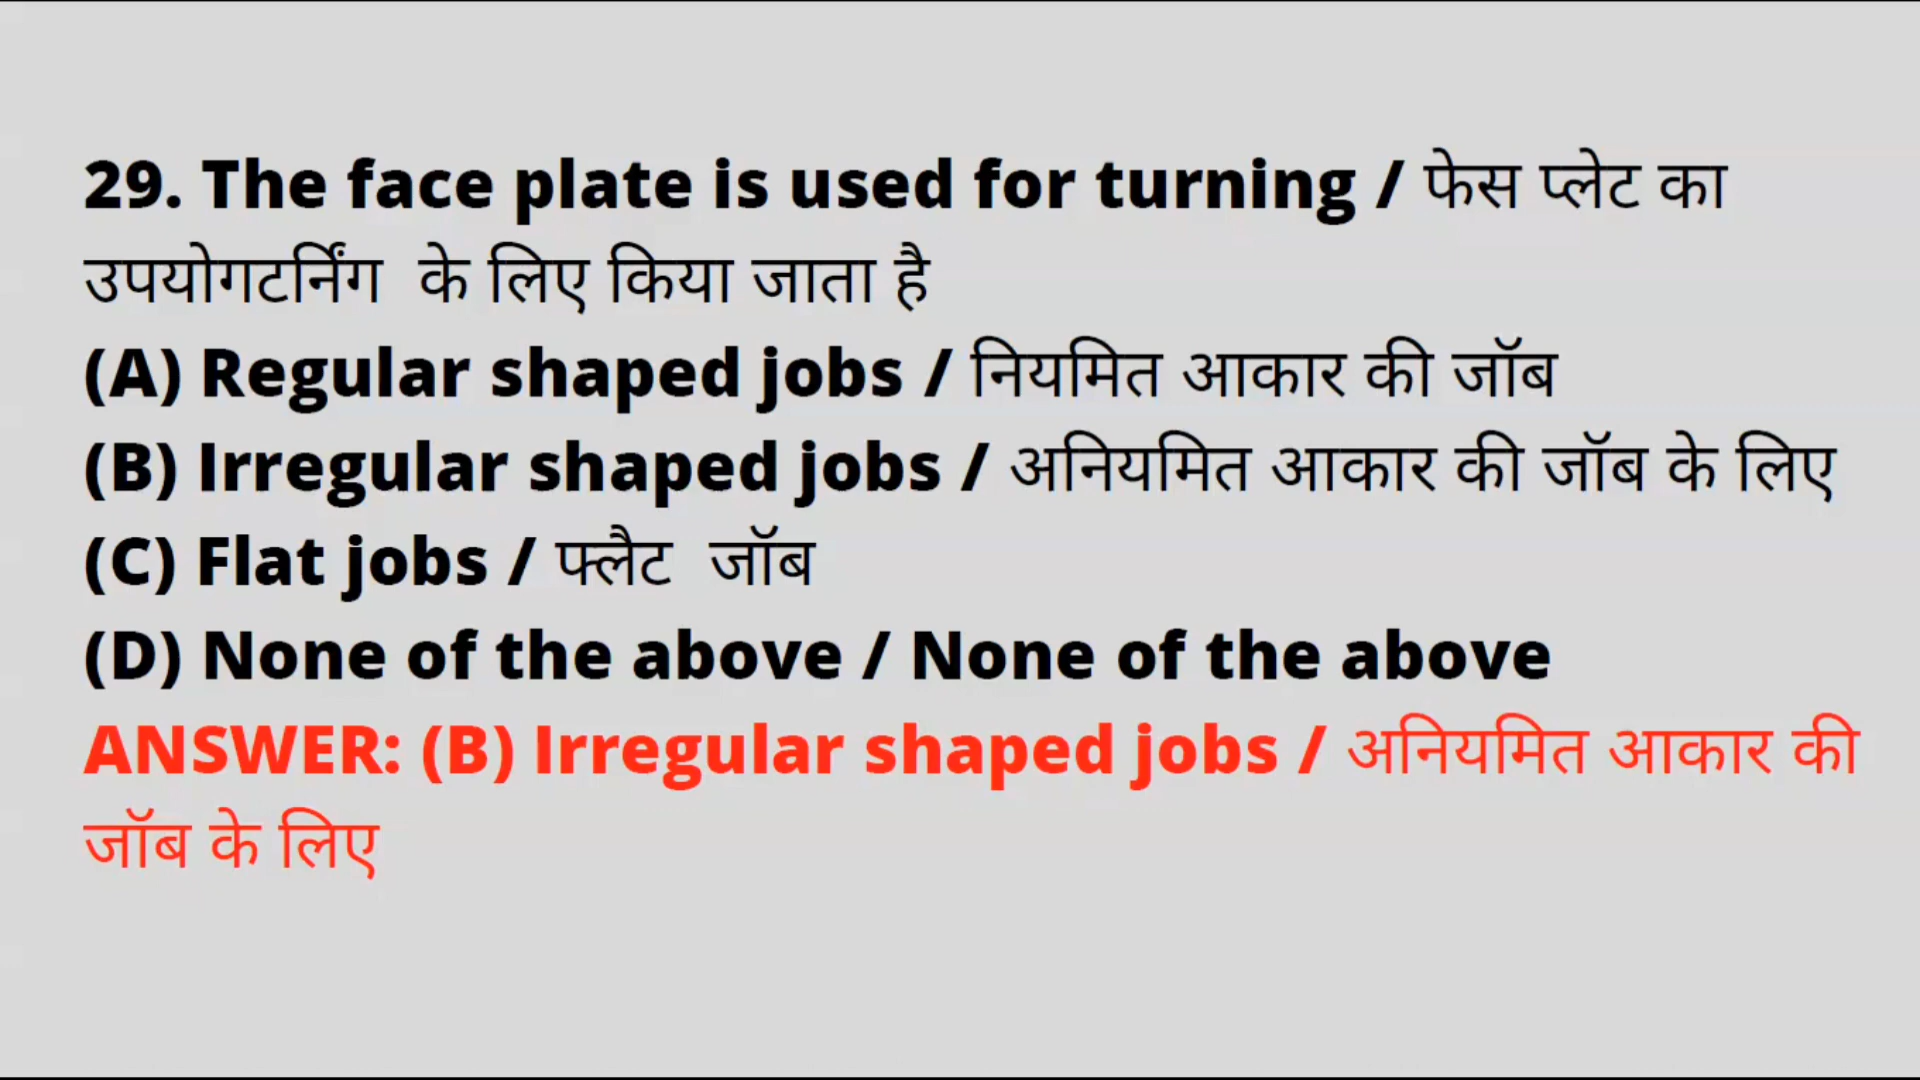 29. The face plate is used for turning / फेस प्लेट का
उपयोगटर्निंग  के लिए किया जाता है
(A) Regular shaped jobs / नियमित आकार की जॉब
(B) Irregular shaped jobs / अनियमित आकार की जॉब के लिए
(C) Flat jobs / फ्लैट  जॉब
(D) None of the above / None of the above
ANSWER: (B) Irregular shaped jobs / अनियमित आकार की
जॉब के लिए